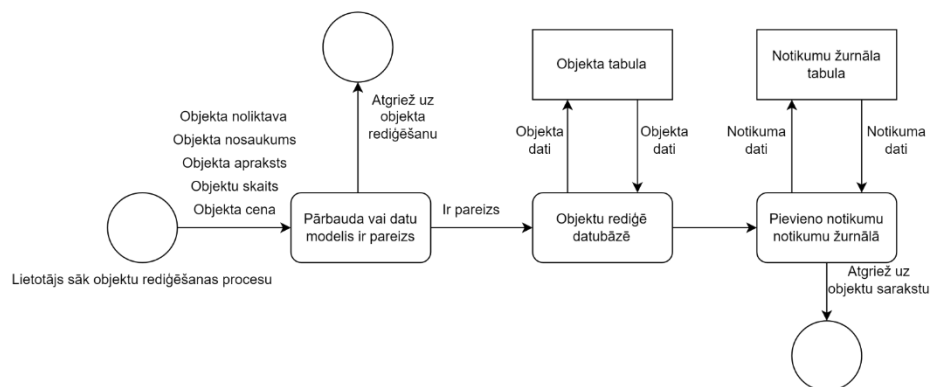 Objekta noliktava
Objekta nosaukums
Objekta apraksts
Objektu skaits
Objekta cena
Lietotājs sāk objektu rediģēšanas procesu
Atgriež uz
objekta
rediģēšanu
Pārbauda vai datu
modelis ir pareizs
Ir pareizs
Objekta tabula
Objekta
dati
Objekta
dati
Objektu rediģē
datubāzē
Notikumu žurnāla
tabula
Notikuma
dati
Notikuma
dati
Pievieno notikumu
notikumu žurnālā
Atgriež uz
objektu sarakstu